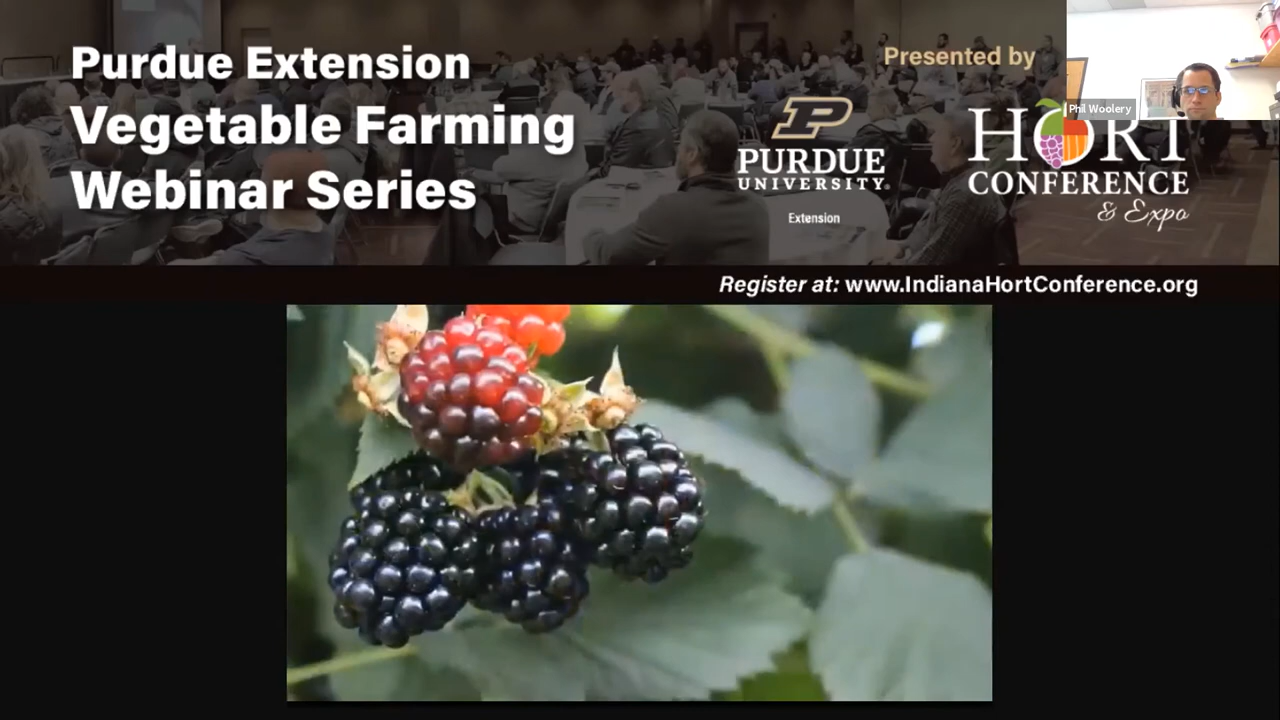 Purdue Extension
Vegetable Farming
Webinar Series
Presented by
PURDUE
UNIVERSITY®
Extension
Phil Woolery
HORT
CONFERENCE
& Expo
Register at: www.IndianaHortConference.org